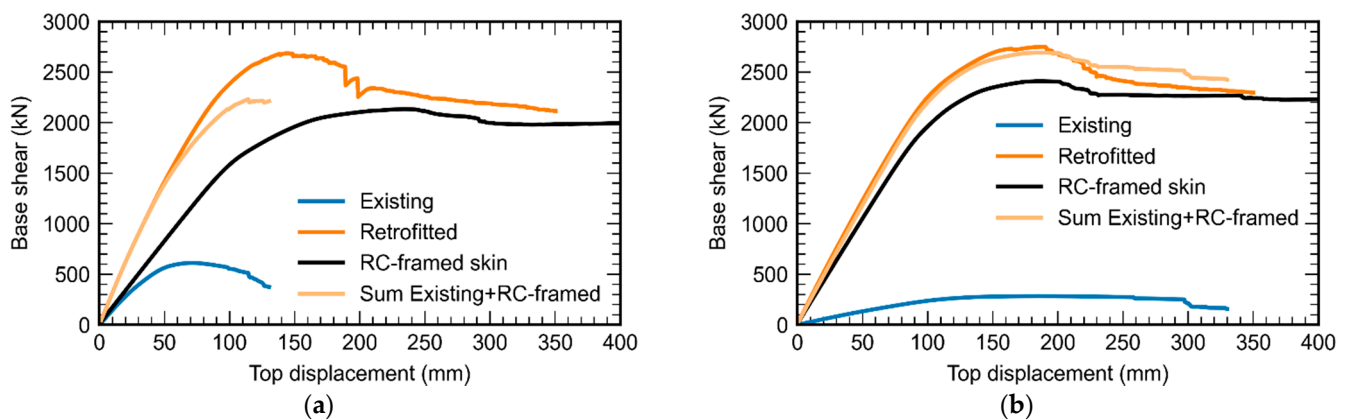 3000
2500
2000
1500
1000
500
0
Base shear (kN)
Existing
Retrofitted
RC-framed skin
Sum Existing+RC-framed
0 50 100 150 200 250 300 350 400
Top displacement (mm)
(a)
3000
2500
2000
1500
1000
500
0
Base shear (kN)
Existing
Retrofitted
RC-framed skin
Sum Existing+RC-framed
0 50 100 150 200 250 300 350 400
Top displacement (mm)
(b)